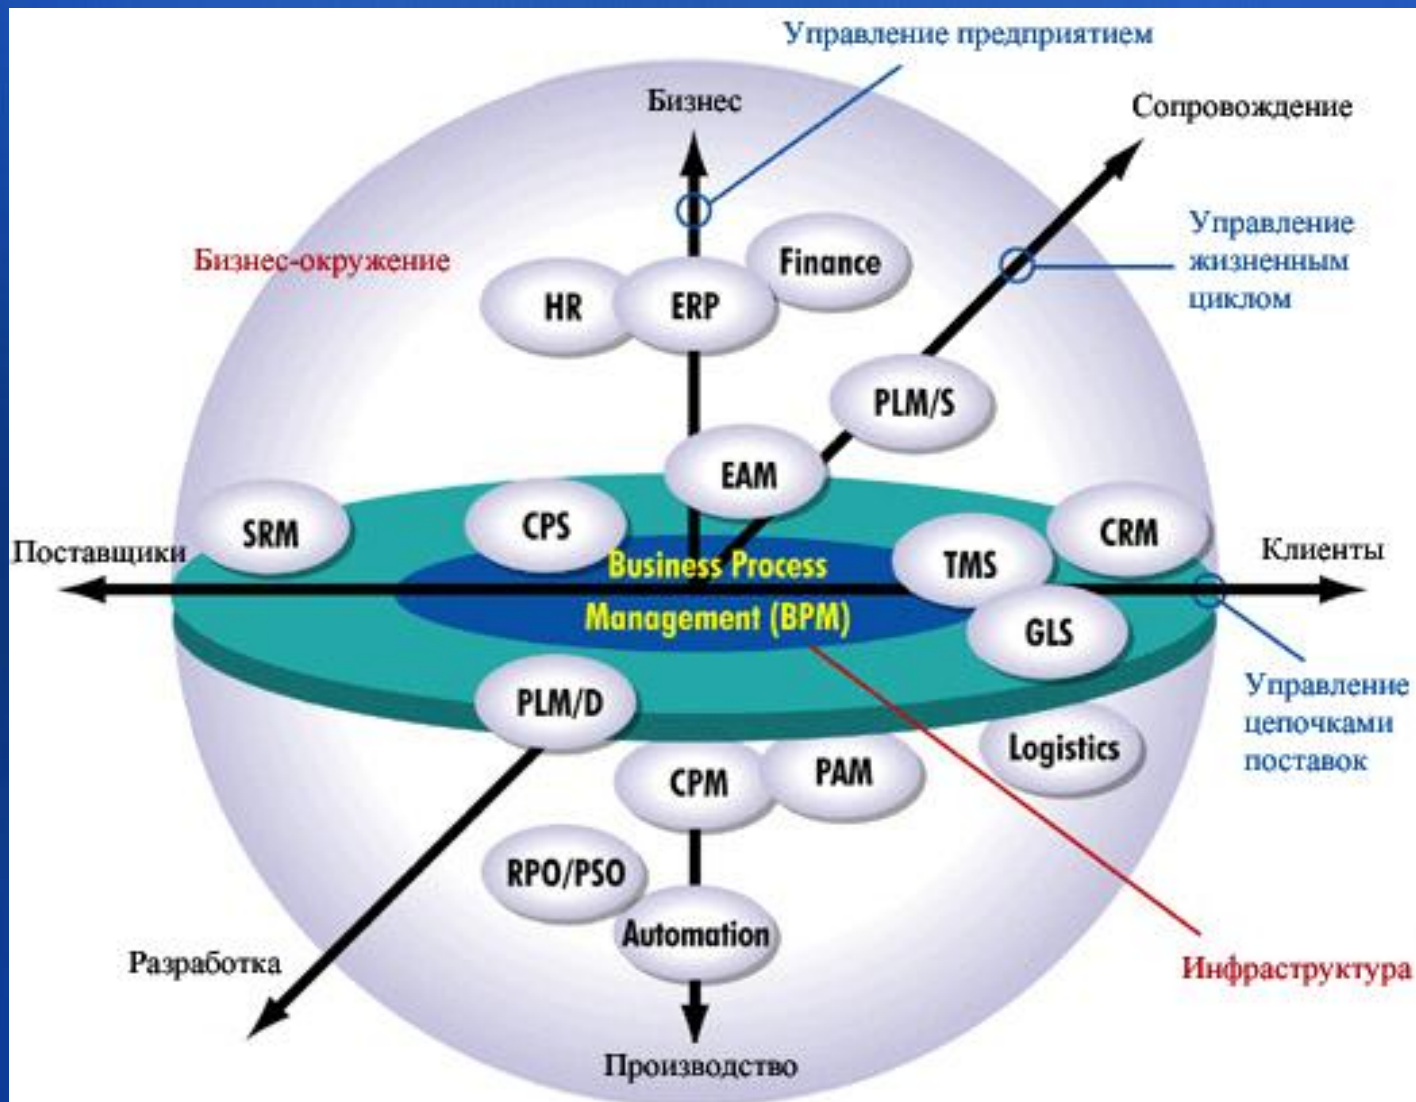 Управление предприятием
Бизнес
Сопровождение
Управление
жизненным
циклом
Бизнес-окружение
Finance
HR
ERP
PLM/S
EAM
SRM
CPS
CRM
Поставщики
Клиенты
TMS
Business Process
Management (BPM)
GLS
PLM/D
Управление
цепочками
поставок
Logistics
CPM
PAM
RPO/PSO
Automation
Разработка
Инфраструктура
Производство